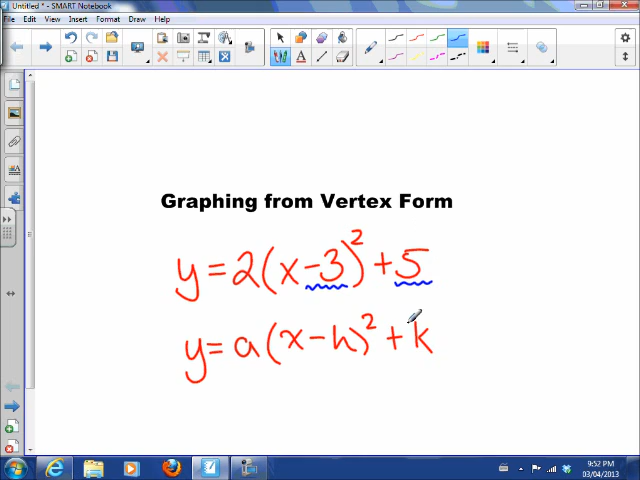 Untitled * - SMART Notebook
File Edit View Insert Format Draw Help
Graphing from Vertex Form
y=2(x-3)²+5
y=a(x-h)²+k
9:52 PM
03/04/2013